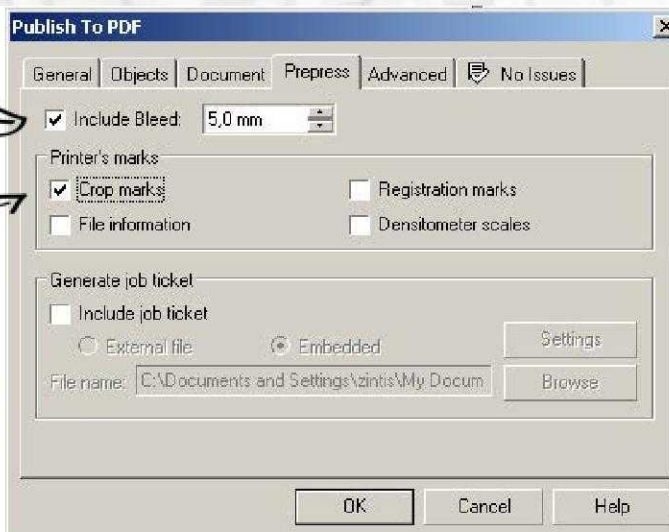 Publish To PDF
General Objects Document Prepress Advanced No Issues
Include Bleed: 5,0 mm
Printer's marks
Crop marks Registration marks
File information Densitometer scales
Generate job ticket
Include job ticket
External file Embedded Settings
File name: C:\Documents and Settings\zintis\My Docum Browse
OK Cancel Help